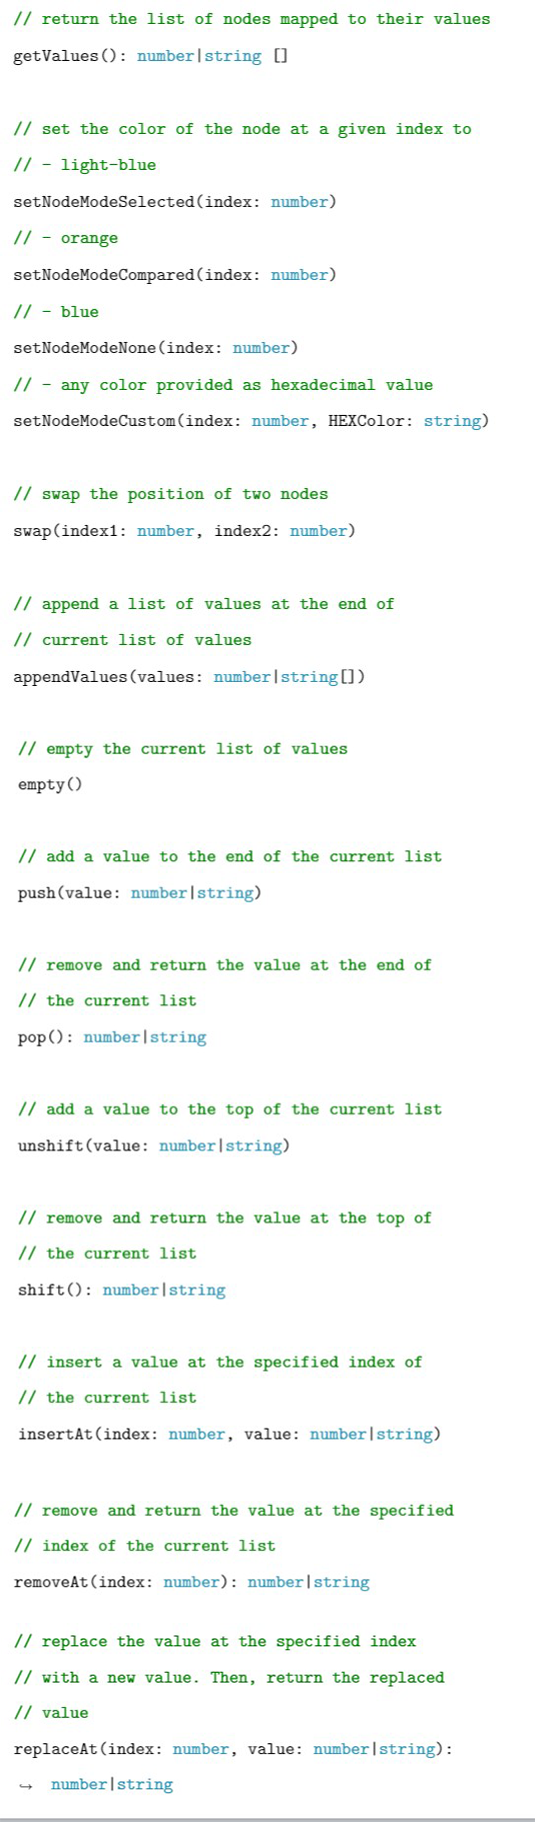 // return the list of nodes mapped to their values
getValues(): number|string []
// set the color of the node at a given index to
// - light-blue
setNodeModeSelected(index: number)
// - orange
setNodeModeCompared(index: number)
// - blue
setNodeModeNone(index: number)
// - any color provided as hexadecimal value
setNodeModeCustom(index: number, HEXColor: string)
// swap the position of two nodes
swap(index1: number, index2: number)
// append a list of values at the end of
// current list of values
appendValues(values: number|string[])
// empty the current list of values
empty()
// add a value to the end of the current list
push(value: number|string)
// remove and return the value at the end of
// the current list
pop(): number|string
// add a value to the top of the current list
unshift(value: number|string)
// remove and return the value at the top of
// the current list
shift(): number|string
// insert a value at the specified index of
// the current list
insertAt(index: number, value: number|string)
// remove and return the value at the specified
// index of the current list
removeAt(index: number): number|string
// replace the value at the specified index
// with a new value. Then, return the replaced
// value
replaceAt(index: number, value: number|string):
↪ number|string